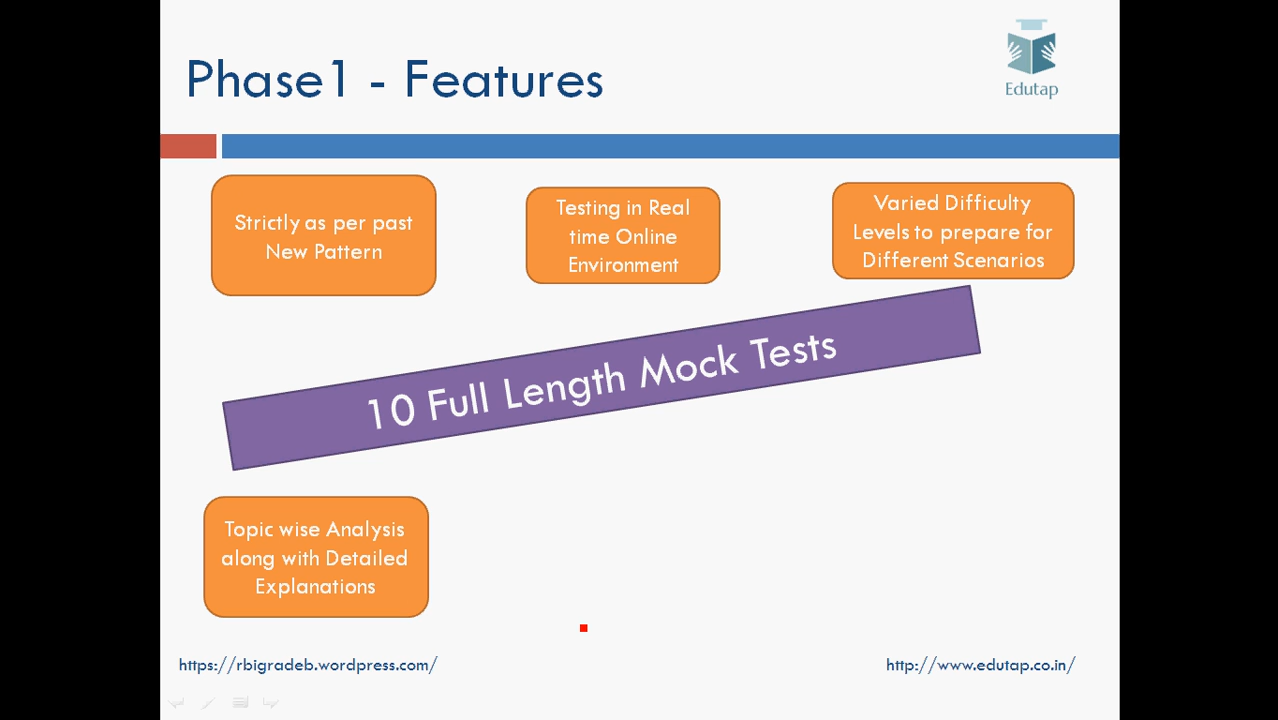 Phase1 - Features
Edutap
Strictly as per past
New Pattern
Testing in Real
time Online
Environment
Varied Difficulty
Levels to prepare for
Different Scenarios
10 Full Length Mock Tests
Topic wise Analysis
along with Detailed
Explanations
https://rbigradeb.wordpress.com/
http://www.edutap.co.in/